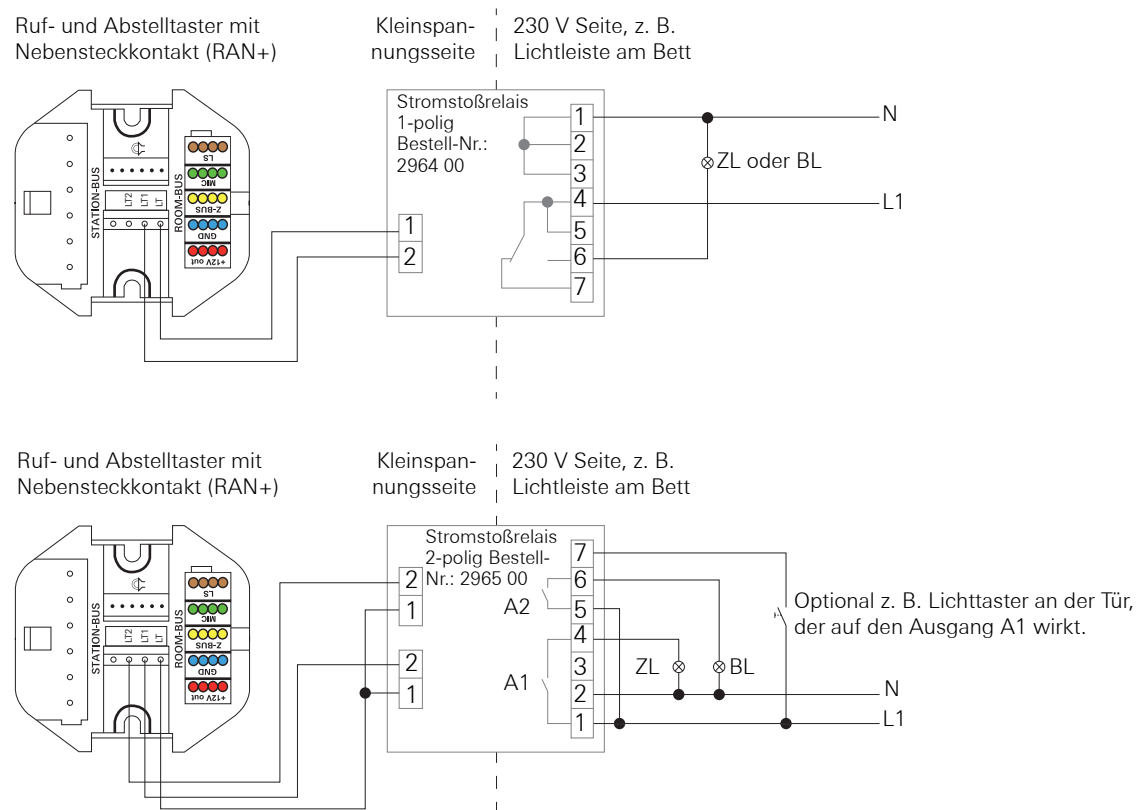 Ruf- und Abstelltaster mit
Nebensteckkontakt (RAN+)
Kleinspan-
nungsseite
230 V Seite, z. B.
Lichtleiste am Bett
Stromstoßrelais
1-polig
Bestell-Nr.:
2964 00
1
2
3
4
5
6
7
N
ZL oder BL
L1
1
2
STATION-BUS
LT2
LT1
LT
ROOM-BUS
LS
MIC
Z-BUS
GND
+12V out
Ruf- und Abstelltaster mit
Nebensteckkontakt (RAN+)
Kleinspan-
nungsseite
230 V Seite, z. B.
Lichtleiste am Bett
Stromstoßrelais
2-polig Bestell-
Nr.: 2965 00
2
1
2
1
A2
A1
7
6
5
4
3
2
1
ZL
BL
Optional z. B. Lichttaster an der Tür,
der auf den Ausgang A1 wirkt.
N
L1
STATION-BUS
LT2
LT1
LT
ROOM-BUS
LS
MIC
Z-BUS
GND
+12V out